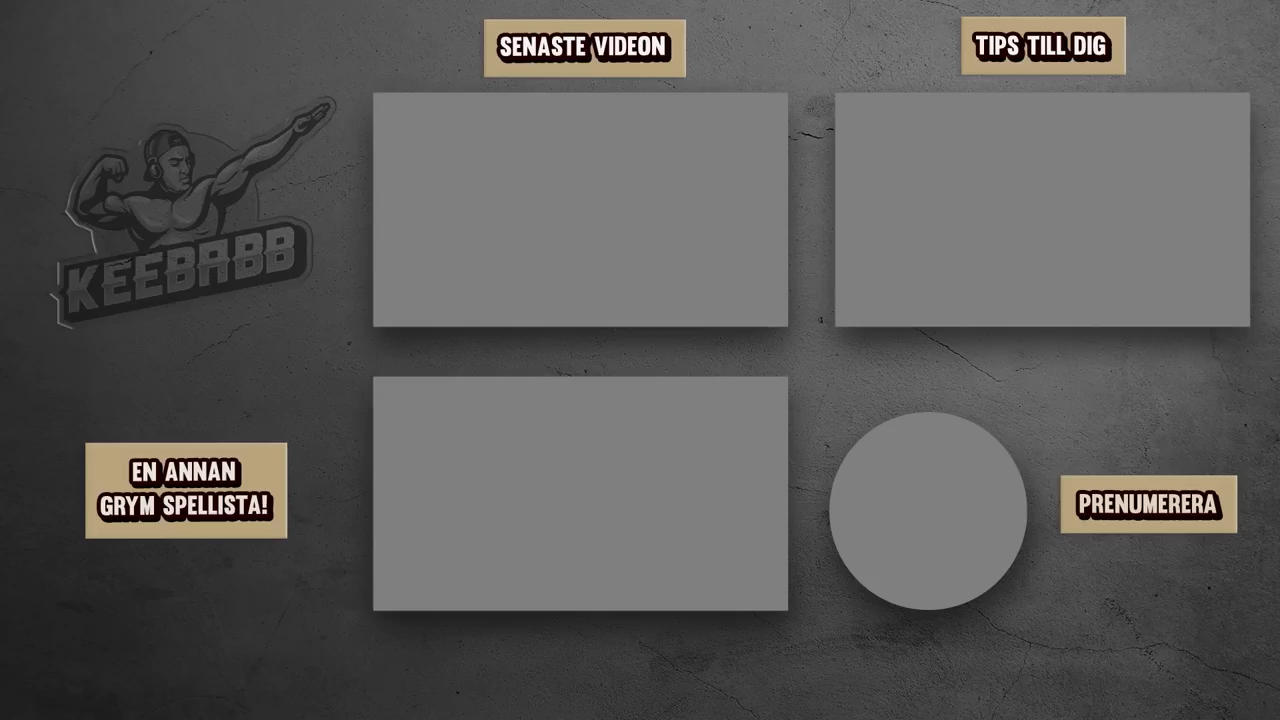 SENASTE VIDEON
TIPS TILL DIG
KEEBABB
EN ANNAN
GRYM SPELLISTA!
PRENUMERERA